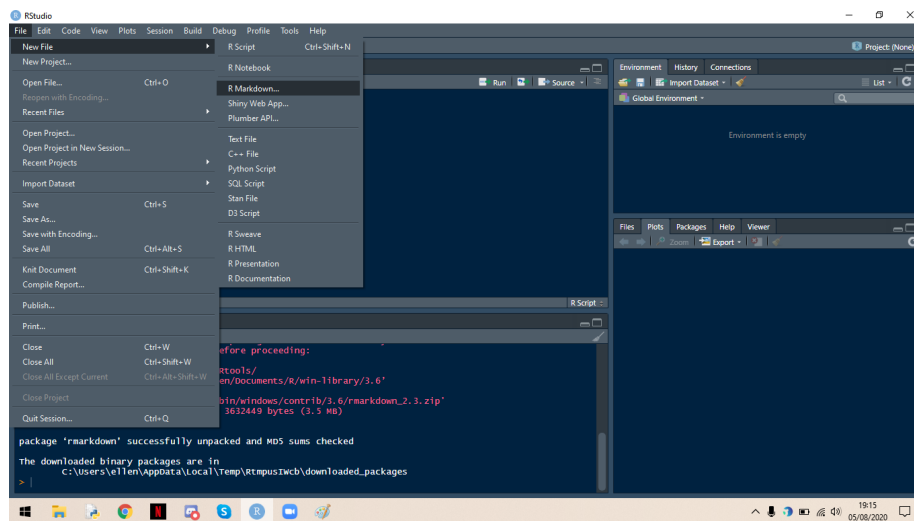 RStudio
File Edit Code View Plots Session Build Debug Profile Tools Help
New File
New Project...
Open File... Ctrl+O
Reopen with Encoding...
Recent Files
Open Project...
Open Project in New Session...
Recent Projects
Import Dataset
Save Ctrl+S
Save As...
Save with Encoding...
Save All Ctrl+Alt+S
Knit Document Ctrl+Shift+K
Compile Report...
Publish...
Print...
Close Ctrl+W
Close All Ctrl+Shift+W
Close All Except Current Ctrl+Alt+Shift+W
Close Project
Quit Session... Ctrl+Q
R Script Ctrl+Shift+N
R Notebook
R Markdown...
Shiny Web App...
Plumber API...
Text File
C++ File
Python Script
SQL Script
Stan File
D3 Script
R Sweave
R HTML
R Presentation
R Documentation
Project: (None)
Run Source
R Script
Environment History Connections
Import Dataset List
Global Environment
Environment is empty
Files Plots Packages Help Viewer
Zoom Export
efore proceeding:
Rtools/
en/Documents/R/win-library/3.6'
bin/windows/contrib/3.6/rmarkdown_2.3.zip'
3632449 bytes (3.5 MB)
package 'rmarkdown' successfully unpacked and MD5 sums checked
The downloaded binary packages are in
C:\Users\ellen\AppData\Local\Temp\RtmpusIWcb\downloaded_packages
>
19:15
05/08/2020